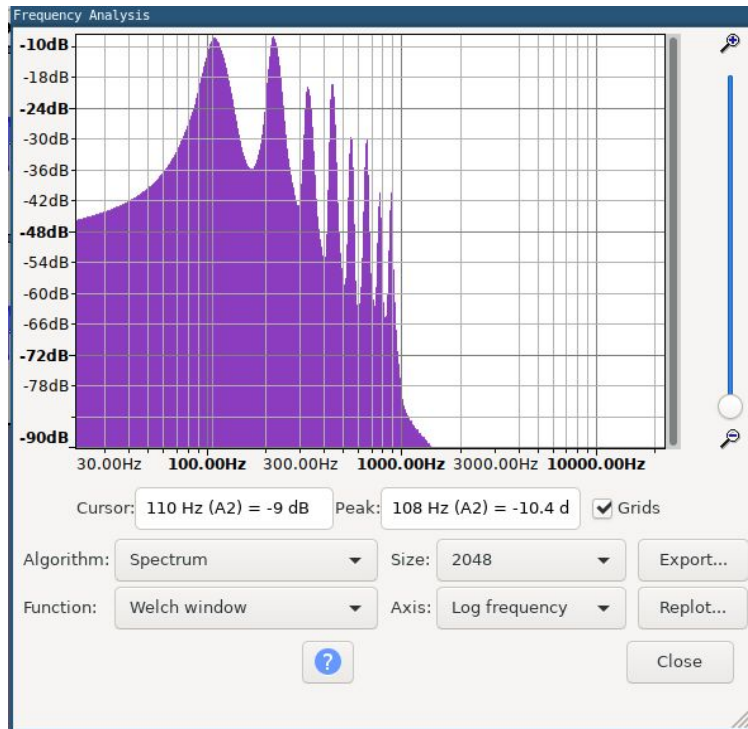 Frequency Analysis
-10dB
-18dB
-24dB
-30dB
-36dB
-42dB
-48dB
-54dB
-60dB
-66dB
-72dB
-78dB
-90dB
30.00Hz 100.00Hz 300.00Hz 1000.00Hz 3000.00Hz 10000.00Hz
Cursor: 110 Hz (A2) = -9 dB Peak: 108 Hz (A2) = -10.4 d Grids
Algorithm: Spectrum Size: 2048 Export...
Function: Welch window Axis: Log frequency Replot...
? Close